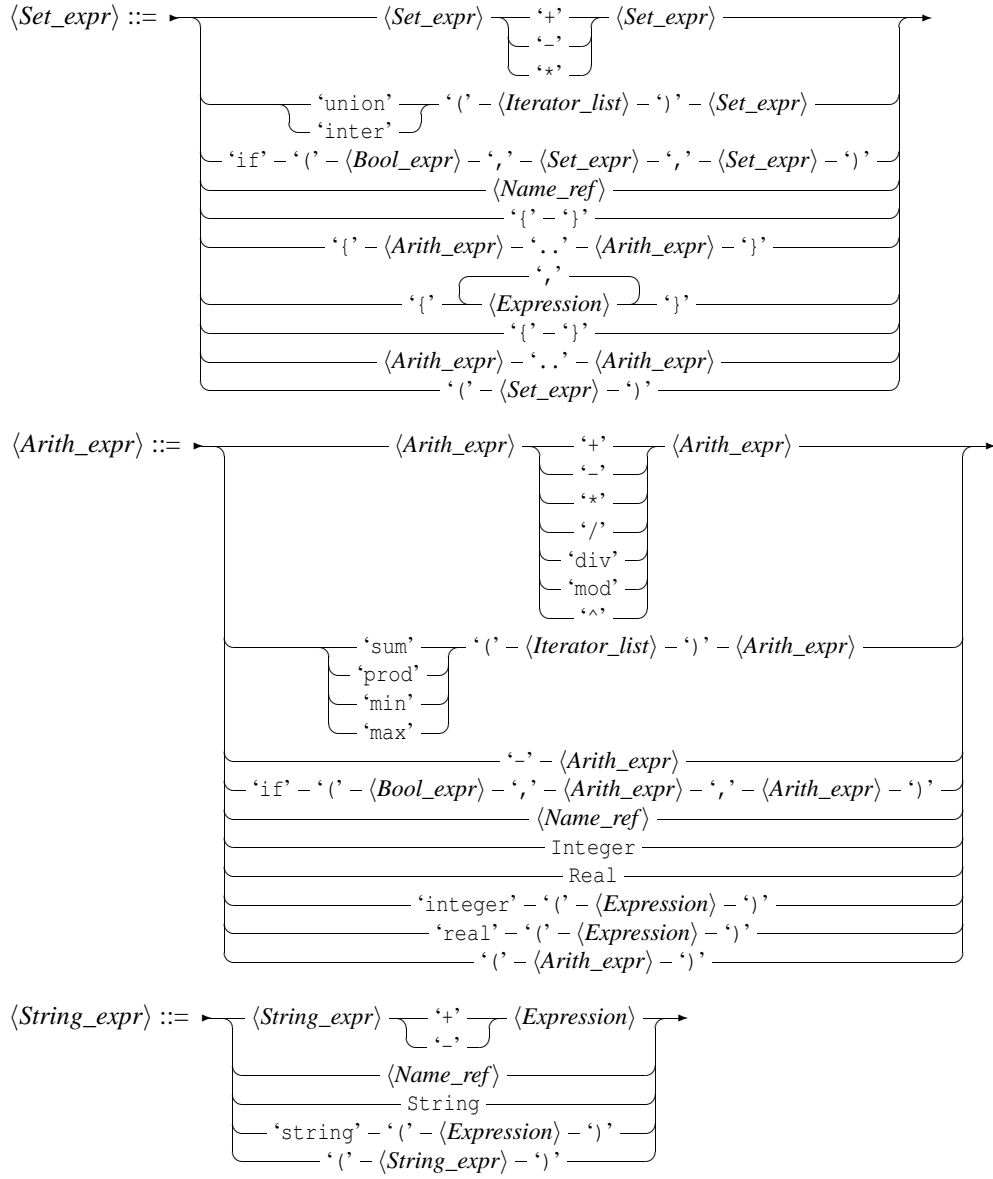 ⟨Set_expr⟩ ::= ⟨Set_expr⟩ ‘+’ ⟨Set_expr⟩
‘-’
‘*’
‘union’ ‘(’ – ⟨Iterator_list⟩ – ‘)’ – ⟨Set_expr⟩
‘inter’
‘if’ – ‘(’ – ⟨Bool_expr⟩ – ‘,’ – ⟨Set_expr⟩ – ‘,’ – ⟨Set_expr⟩ – ‘)’
⟨Name_ref⟩
‘{’ – ‘}’
‘{’ – ⟨Arith_expr⟩ – ‘..’ – ⟨Arith_expr⟩ – ‘}’
‘,’
‘{’ ⟨Expression⟩ ‘}’
‘{’ – ‘}’
⟨Arith_expr⟩ – ‘..’ – ⟨Arith_expr⟩
‘(’ – ⟨Set_expr⟩ – ‘)’
⟨Arith_expr⟩ ::= ⟨Arith_expr⟩ ‘+’ ⟨Arith_expr⟩
‘-’
‘*’
‘/’
‘div’
‘mod’
‘^’
‘sum’ ‘(’ – ⟨Iterator_list⟩ – ‘)’ – ⟨Arith_expr⟩
‘prod’
‘min’
‘max’
‘-’ – ⟨Arith_expr⟩
‘if’ – ‘(’ – ⟨Bool_expr⟩ – ‘,’ – ⟨Arith_expr⟩ – ‘,’ – ⟨Arith_expr⟩ – ‘)’
⟨Name_ref⟩
Integer
Real
‘integer’ – ‘(’ – ⟨Expression⟩ – ‘)’
‘real’ – ‘(’ – ⟨Expression⟩ – ‘)’
‘(’ – ⟨Arith_expr⟩ – ‘)’
⟨String_expr⟩ ::= ⟨String_expr⟩ ‘+’ ⟨Expression⟩
‘-’
⟨Name_ref⟩
String
‘string’ – ‘(’ – ⟨Expression⟩ – ‘)’
‘(’ – ⟨String_expr⟩ – ‘)’